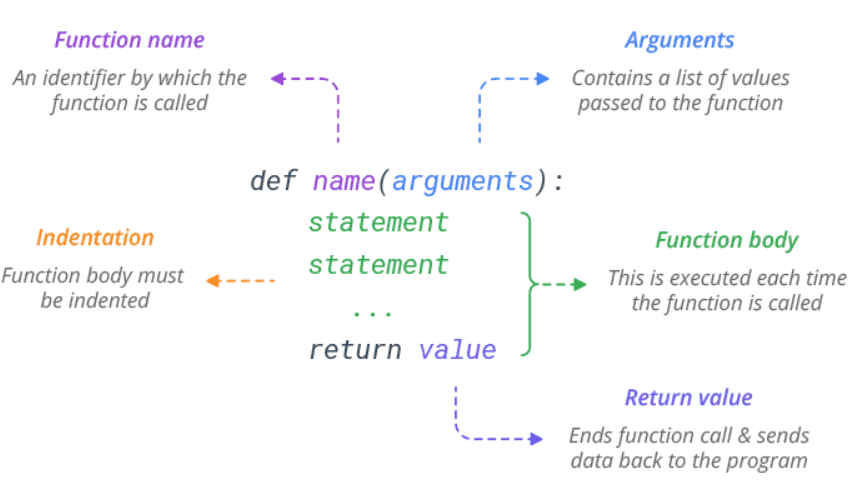 Function name
An identifier by which the
function is called
Arguments
Contains a list of values
passed to the function
def name(arguments):
statement
statement
...
return value
Indentation
Function body must
be indented
Function body
This is executed each time
the function is called
Return value
Ends function call & sends
data back to the program